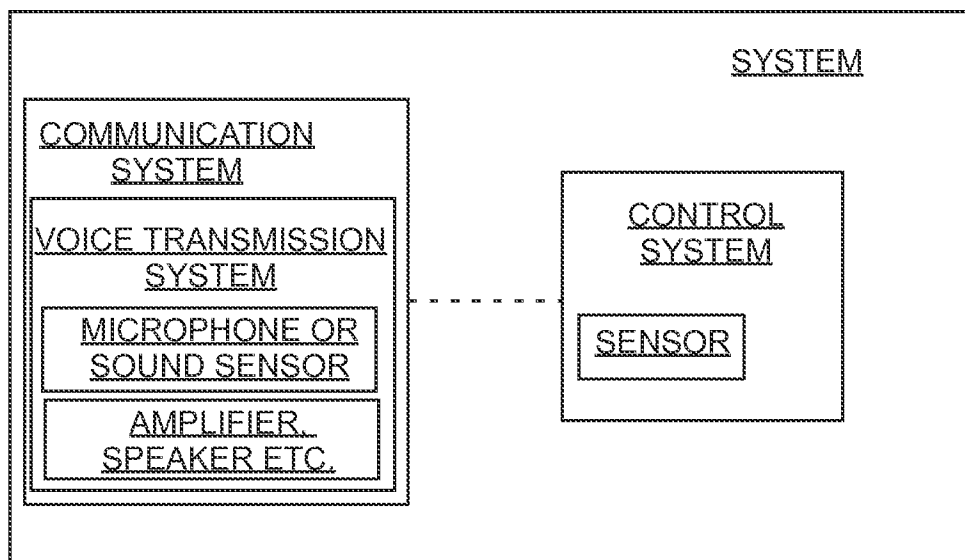 SYSTEM
COMMUNICATION
SYSTEM
VOICE TRANSMISSION
SYSTEM
MICROPHONE OR
SOUND SENSOR
AMPLIFIER,
SPEAKER ETC.
CONTROL
SYSTEM
SENSOR